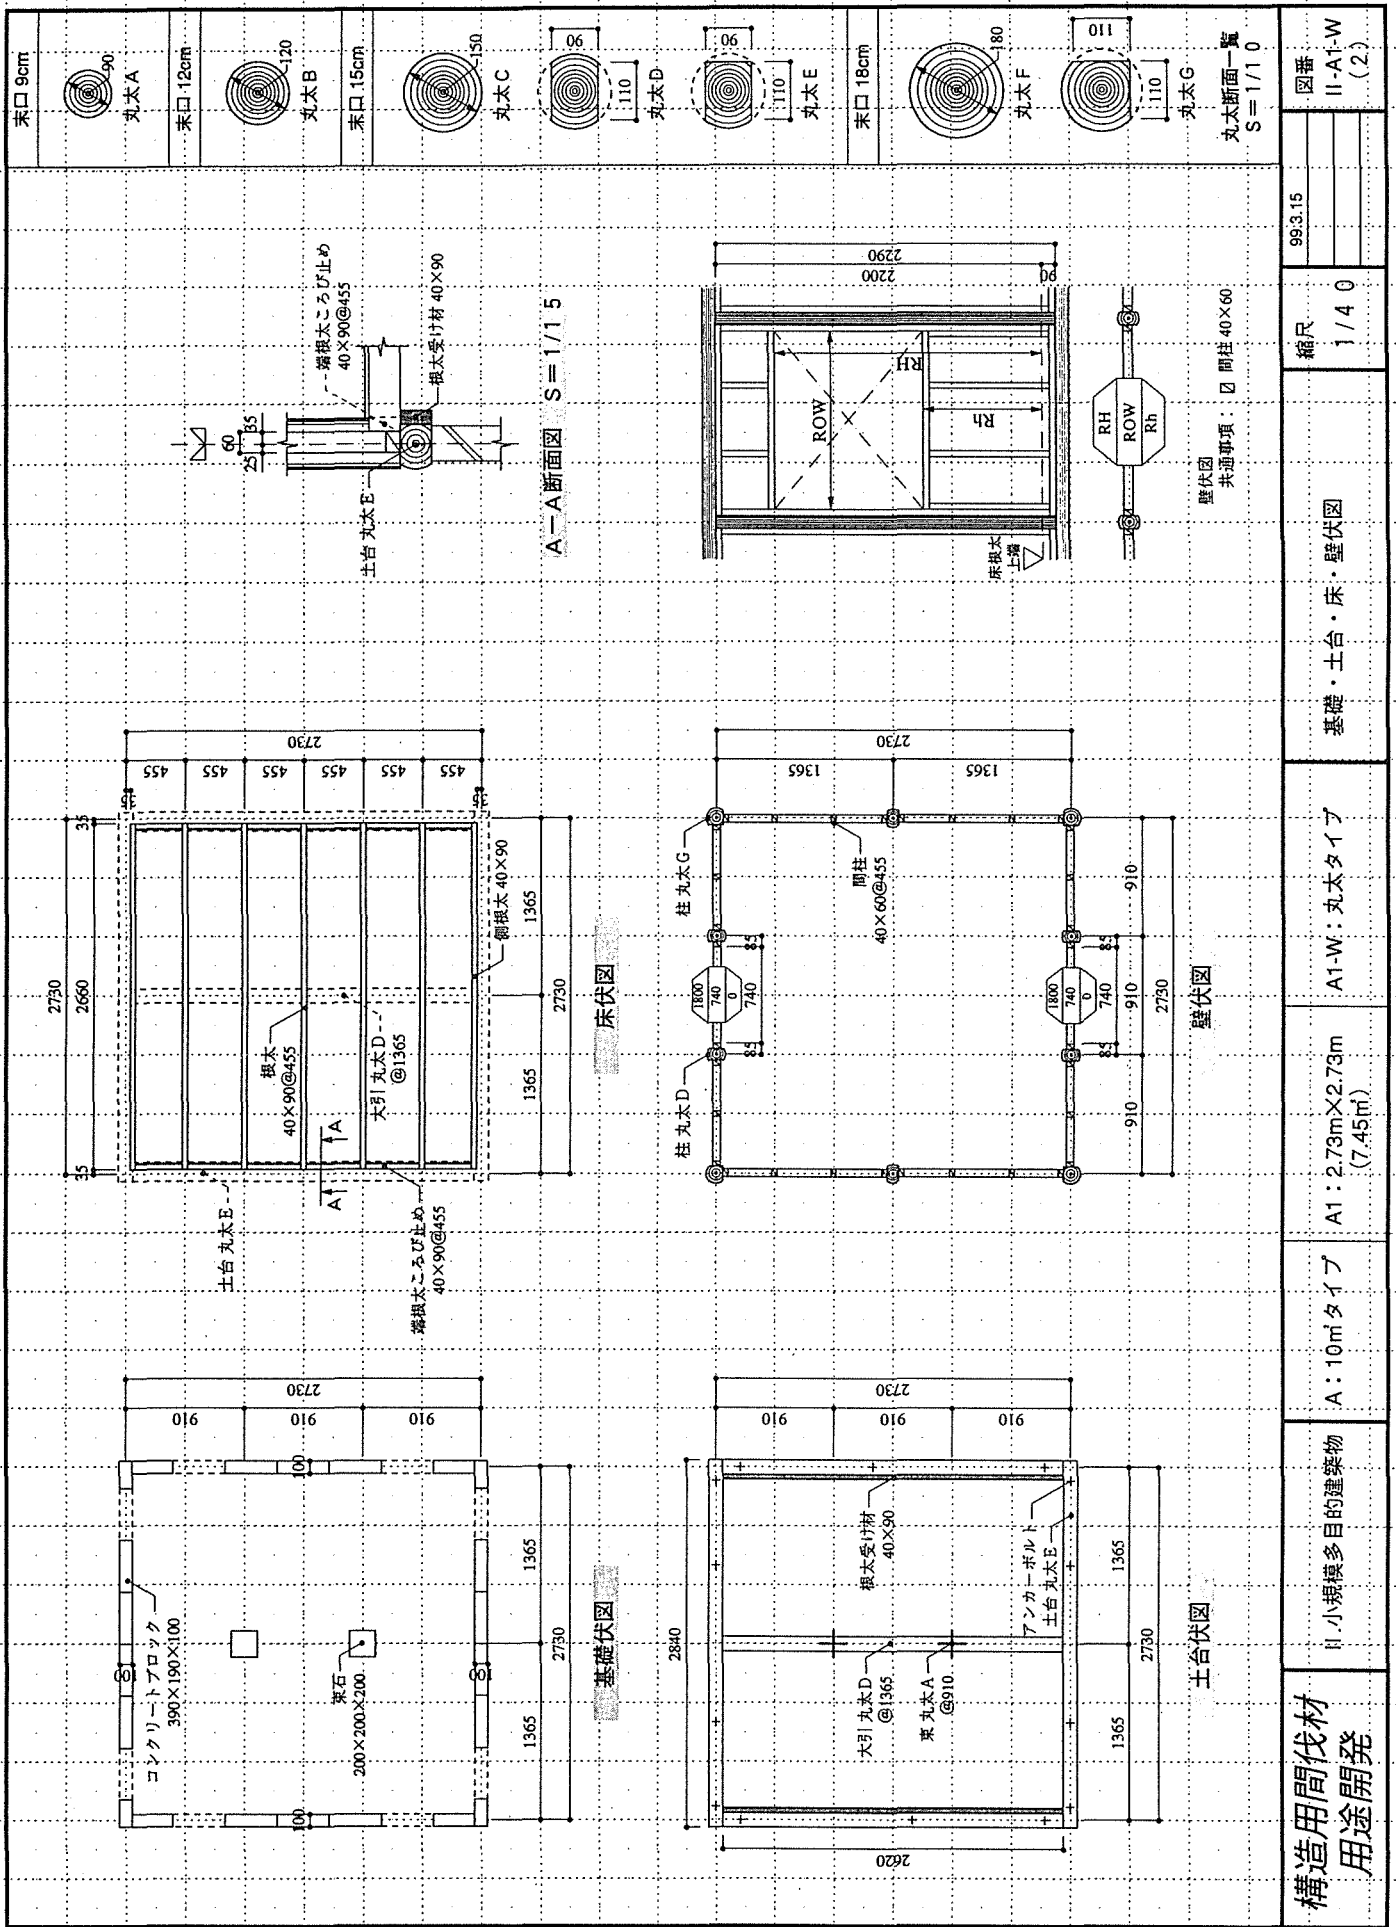 コンクリートブロック
390×190×100
束石
200×200×200
100
100
100
100
910
910
910
2730
1365
1365
2730
基礎伏図
2730
35
2660
35
35
455
455
455
455
455
455
35
2730
土台 丸太E
根太
40×90@455
大引 丸太D
@1365
A
A
端根太ころび止め
40×90@455
側根太 40×90
1365
1365
2730
床伏図
25
60
35
端根太ころび止め
40×90@455
土台 丸太E
根太受け材 40×90
A−A断面図 S=1/15
末口 9cm
90
丸太A
末口 12cm
120
丸太B
末口 15cm
150
丸太C
90
110
丸太D
90
110
丸太E
末口 18cm
180
丸太F
110
110
丸太G
丸太断面一覧
S=1/10
2840
2620
大引 丸太D
@1365
束 丸太A
@910
根太受け材
40×90
アンカーボルト
土台 丸太E
910
910
910
2730
1365
1365
2730
土台伏図
柱 丸太D
柱 丸太G
1800
740
0
85
740
85
間柱
40×60@455
1365
1365
2730
1800
740
0
85
740
85
910
910
910
2730
壁伏図
ROW
RH
Rh
床根太
上端
2200
90
2290
RH
ROW
Rh
壁伏図
共通事項： 間柱 40×60
構造用間伐材
用途開発
II.小規模多目的建築物
A：10㎡タイプ
A1：2.73m×2.73m
(7.45㎡)
A1-W：丸太タイプ
基礎・土台・床・壁伏図
縮尺
1/40
99.3.15
図番
II-A1-W
(2)